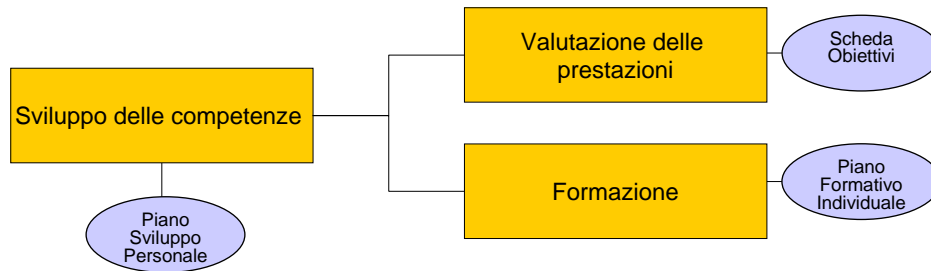 Valutazione delle
prestazioni
Scheda
Obiettivi
Sviluppo delle competenze
Formazione
Piano
Formativo
Individuale
Piano
Sviluppo
Personale